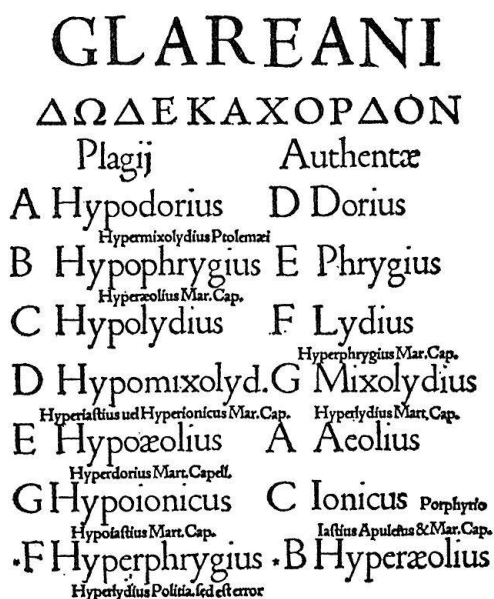 GLAREANI
ΔΩΔΕΚΑΧΟΡΔΟΝ
Plagij Authentæ
A Hypodorius D Dorius
Hypermixolydius Ptolemæi
B Hypophrygius E Phrygius
Hyperæolius Mar. Cap.
C Hypolydius F Lydius
Hyperphrygius Mar. Cap.
D Hypomixolyd. G Mixolydius
Hyperiastius uel Hyperionicus Mar. Cap. Hyperlydius Mart. Cap.
E Hypoæolius A Aeolius
Hyperdorius Mart. Capell.
G Hypoionicus C Ionicus Porphyrio
Hypoiastius Mart. Cap. Iastius Apuleius & Mar. Cap.
*F Hyperphrygius *B Hyperæolius
Hyperlydius Politia. sed est error